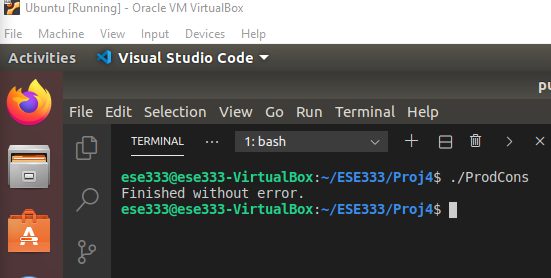 Ubuntu [Running] - Oracle VM VirtualBox
File Machine View Input Devices Help
Activities Visual Studio Code
File Edit Selection View Go Run Terminal Help
TERMINAL ··· 1: bash
ese333@ese333-VirtualBox:~/ESE333/Proj4$ ./ProdCons
Finished without error.
ese333@ese333-VirtualBox:~/ESE333/Proj4$